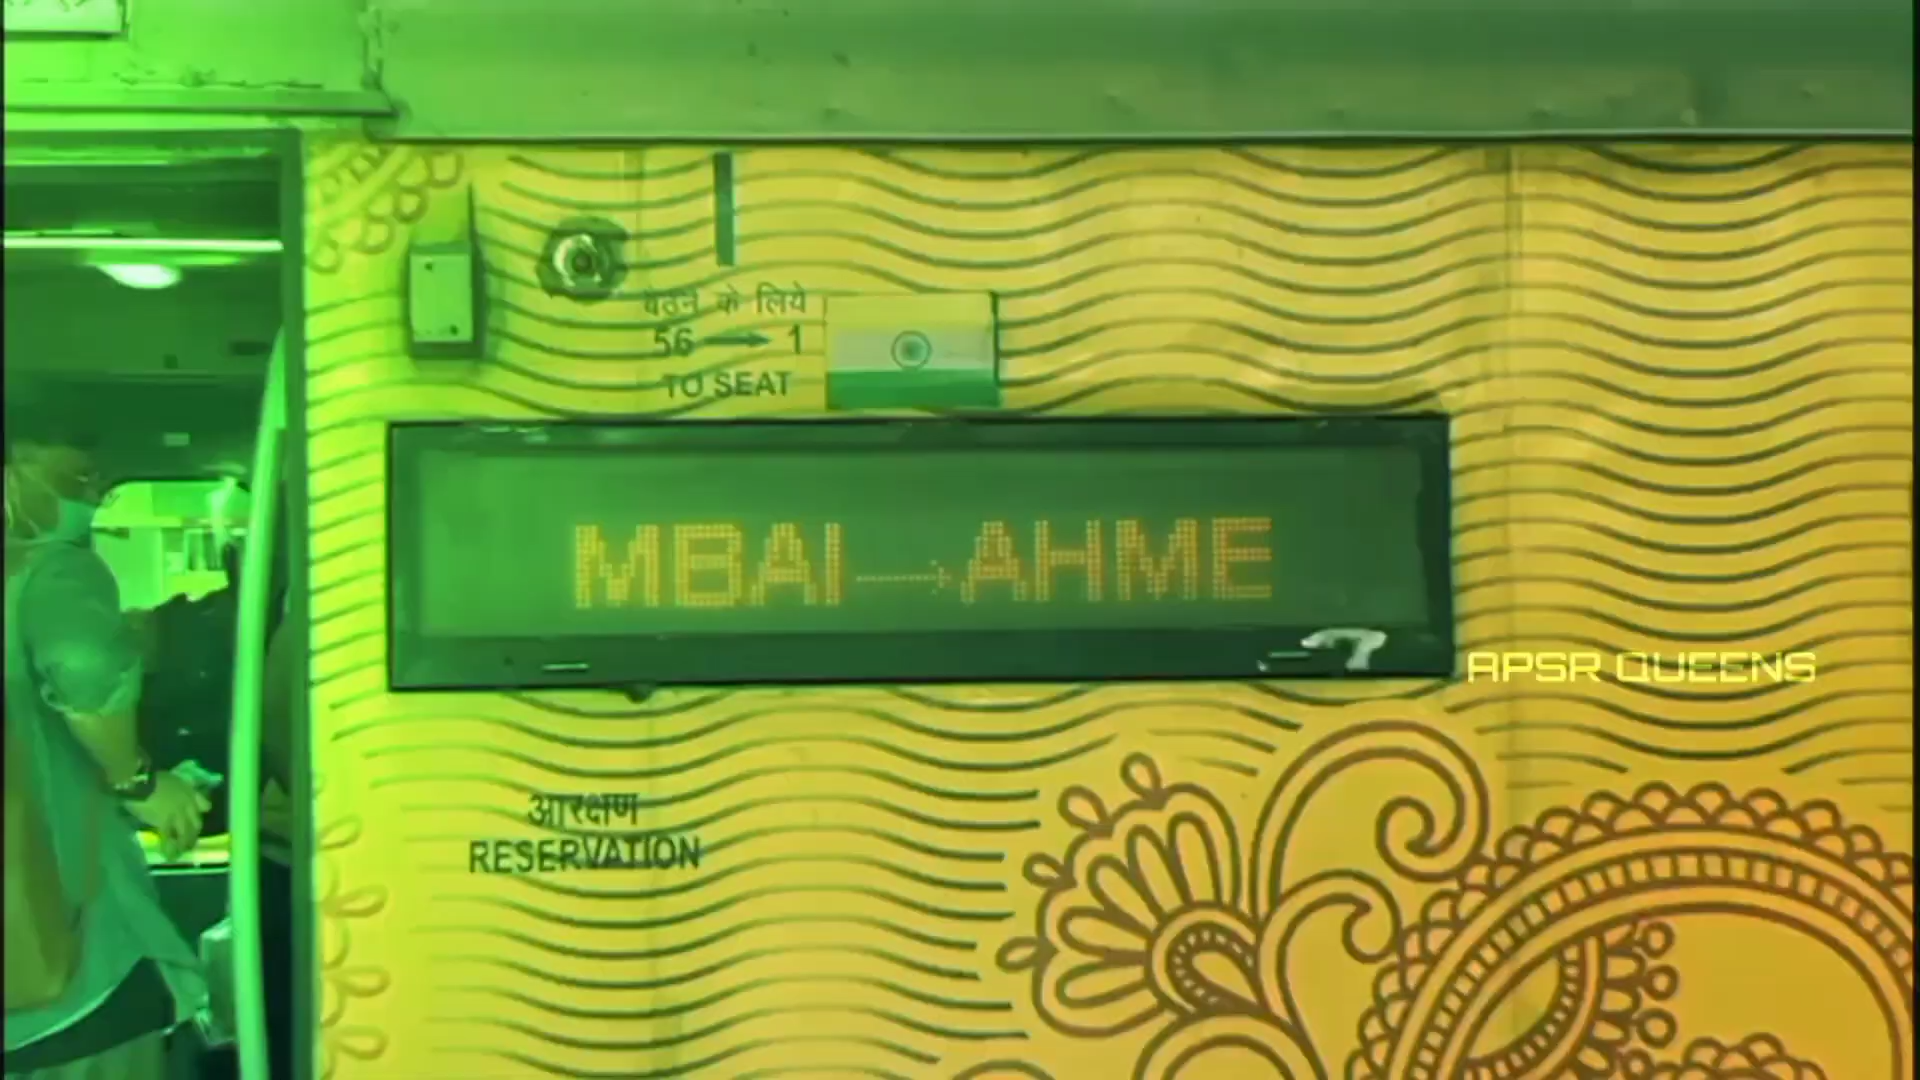 बैठने के लिये
56 → 1
TO SEAT
MBAI → AHME
APSR QUEENS
आरक्षण
RESERVATION